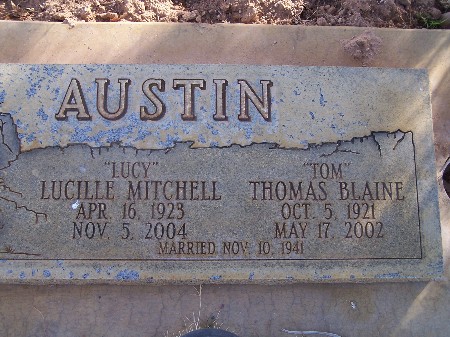 AUSTIN
"LUCY" "TOM"
LUCILLE MITCHELL THOMAS BLAINE
APR. 16, 1923 OCT. 5, 1921
NOV. 5, 2004 MAY 17, 2002
MARRIED NOV. 10, 1941